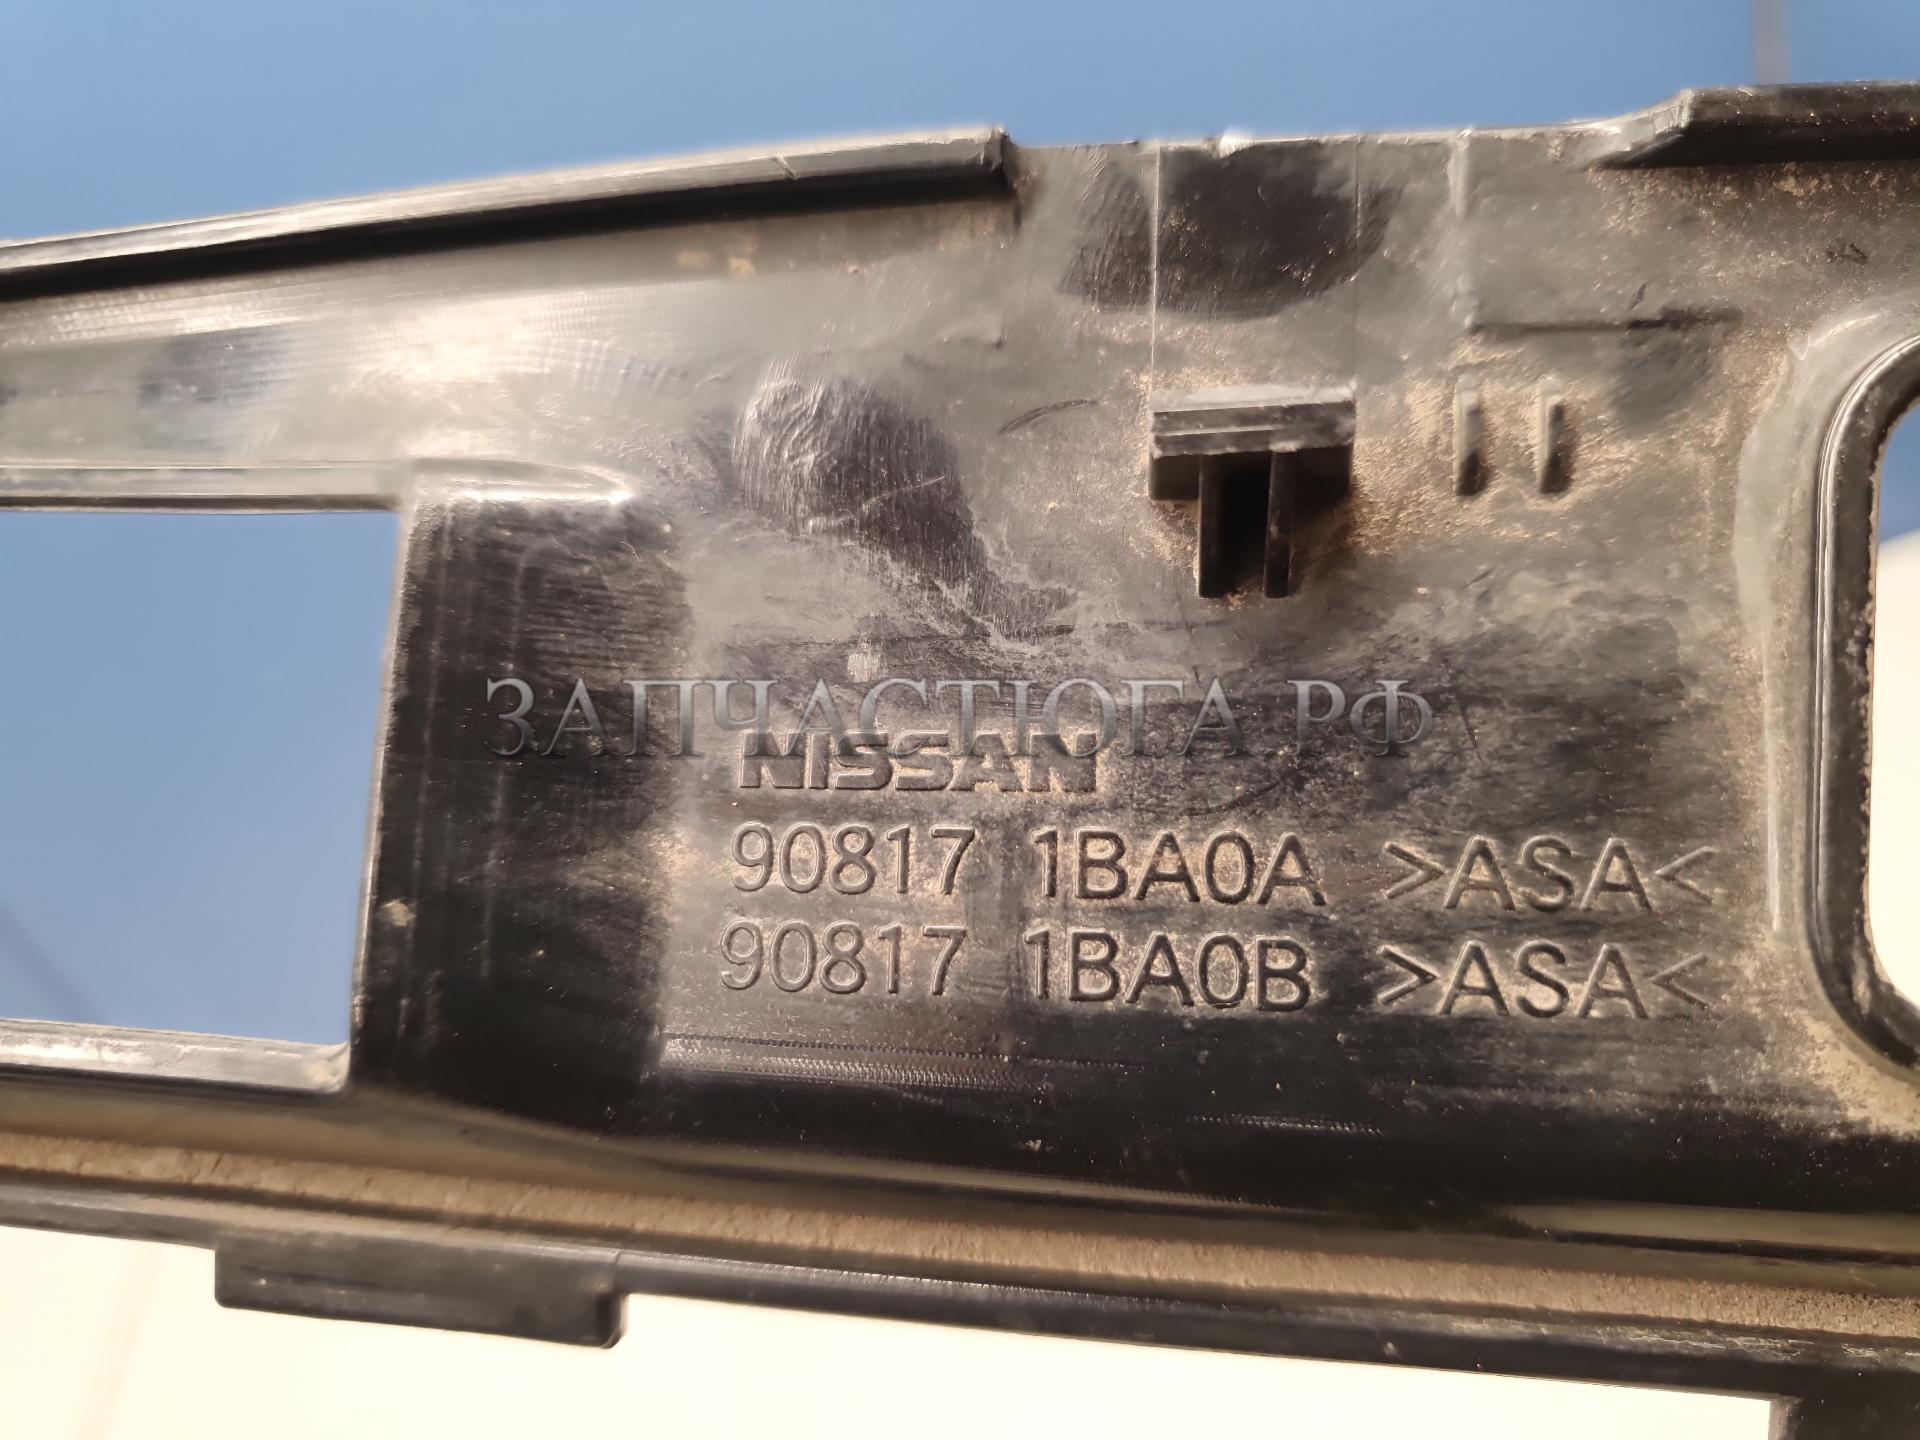 ЗАПЧАСТЮГА.РФ
NISSAN
90817 1BA0A >ASA<
90817 1BA0B >ASA<